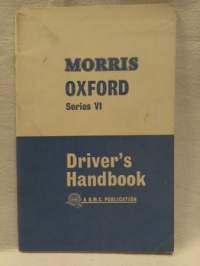 MORRIS
OXFORD
Series VI
Driver's
Handbook
A B.M.C. PUBLICATION